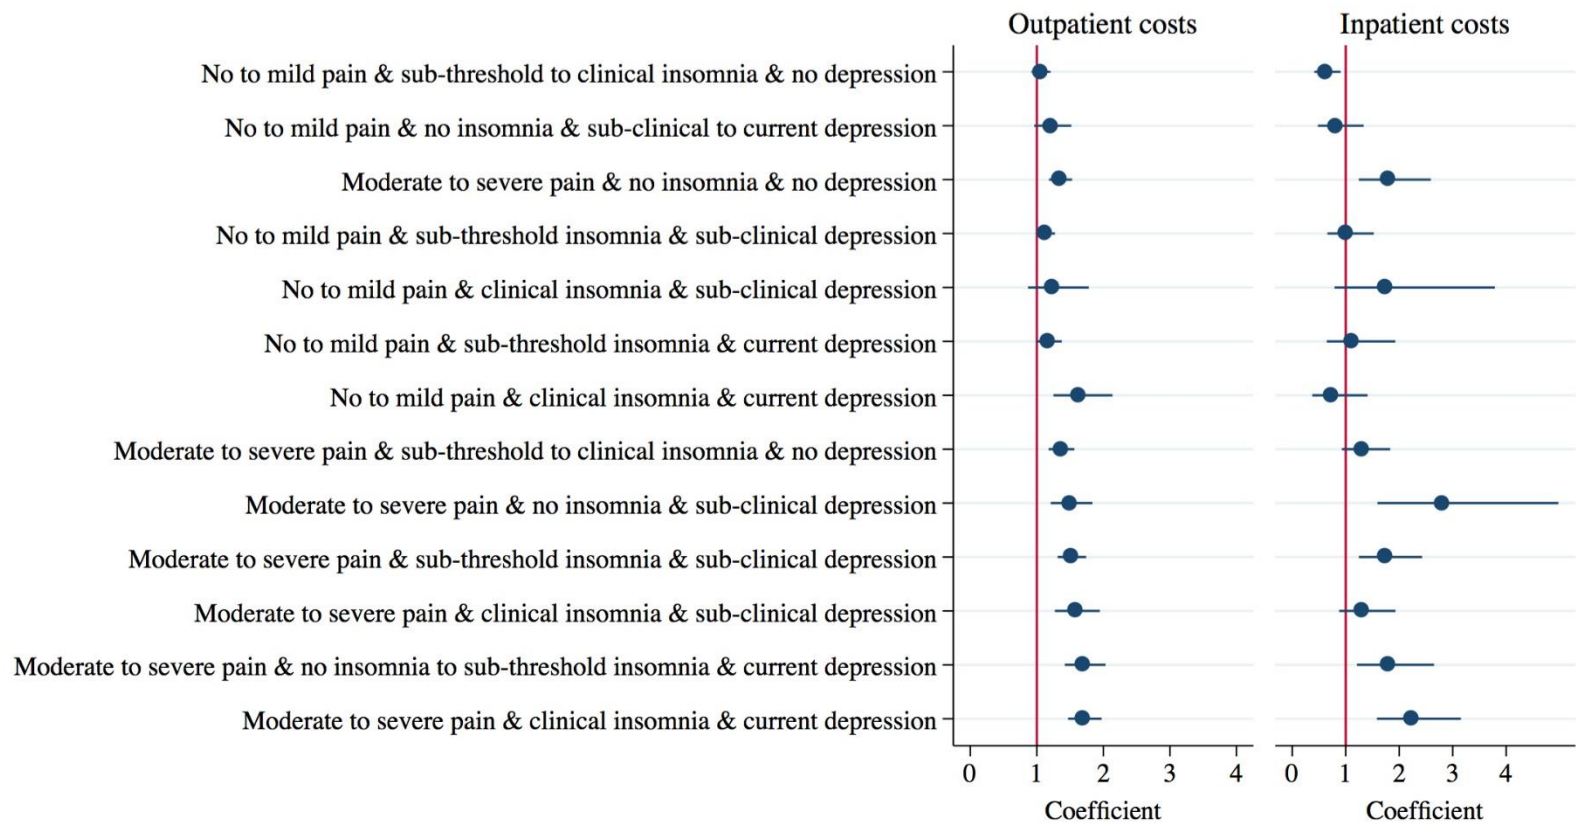 Outpatient costs Inpatient costs
No to mild pain & sub-threshold to clinical insomnia & no depression
No to mild pain & no insomnia & sub-clinical to current depression
Moderate to severe pain & no insomnia & no depression
No to mild pain & sub-threshold insomnia & sub-clinical depression
No to mild pain & clinical insomnia & sub-clinical depression
No to mild pain & sub-threshold insomnia & current depression
No to mild pain & clinical insomnia & current depression
Moderate to severe pain & sub-threshold to clinical insomnia & no depression
Moderate to severe pain & no insomnia & sub-clinical depression
Moderate to severe pain & sub-threshold insomnia & sub-clinical depression
Moderate to severe pain & clinical insomnia & sub-clinical depression
Moderate to severe pain & no insomnia to sub-threshold insomnia & current depression
Moderate to severe pain & clinical insomnia & current depression
0 1 2 3 4 0 1 2 3 4
Coefficient Coefficient